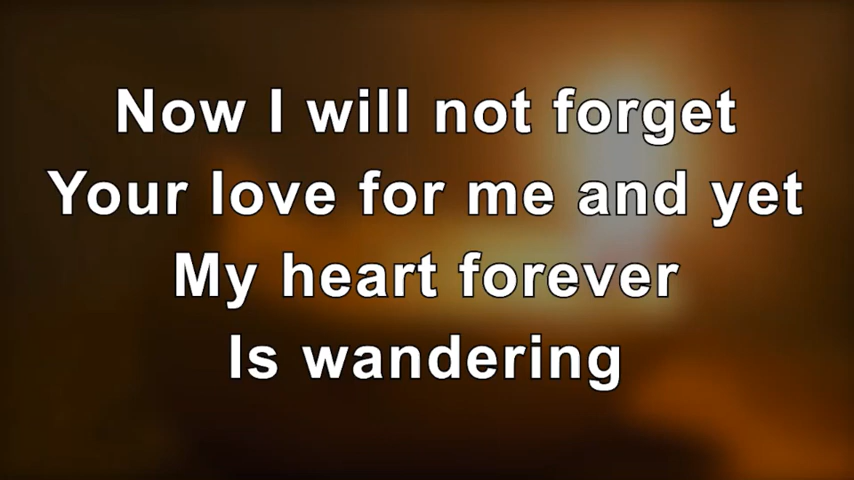 Now I will not forget
Your love for me and yet
My heart forever
Is wandering